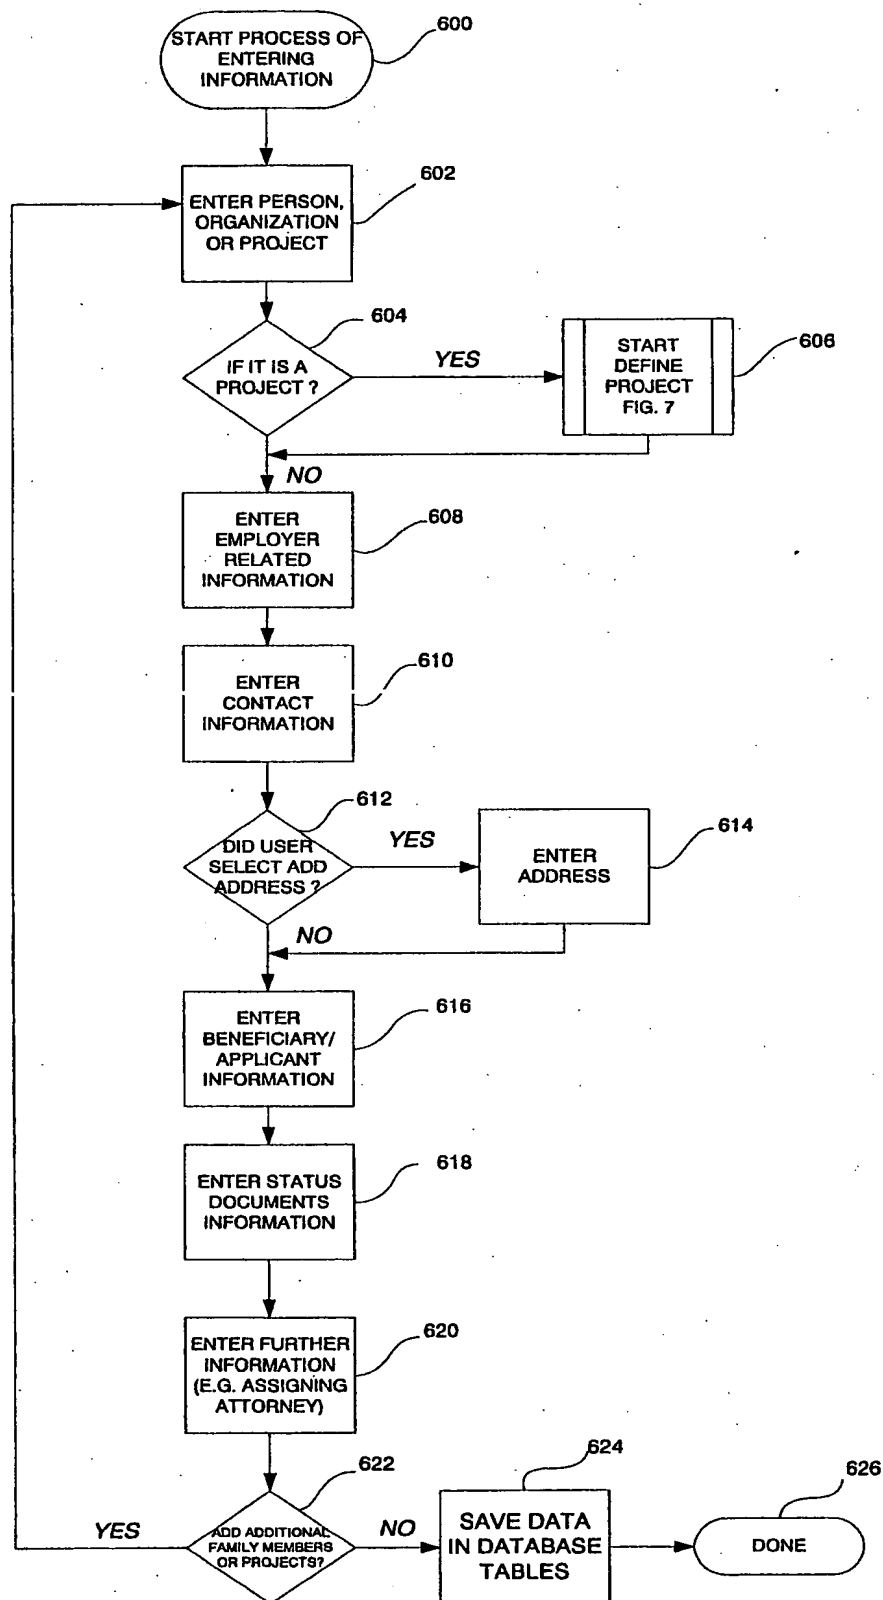 START PROCESS OF
ENTERING
INFORMATION
600
ENTER PERSON,
ORGANIZATION
OR PROJECT
602
IF IT IS A
PROJECT ?
604
YES
START
DEFINE
PROJECT
FIG. 7
606
NO
ENTER
EMPLOYER
RELATED
INFORMATION
608
ENTER
CONTACT
INFORMATION
610
DID USER
SELECT ADD
ADDRESS ?
612
YES
ENTER
ADDRESS
614
NO
ENTER
BENEFICIARY/
APPLICANT
INFORMATION
616
ENTER STATUS
DOCUMENTS
INFORMATION
618
ENTER FURTHER
INFORMATION
(E.G. ASSIGNING
ATTORNEY)
620
ADD ADDITIONAL
FAMILY MEMBERS
OR PROJECTS?
622
YES
NO
SAVE DATA
IN DATABASE
TABLES
624
DONE
626